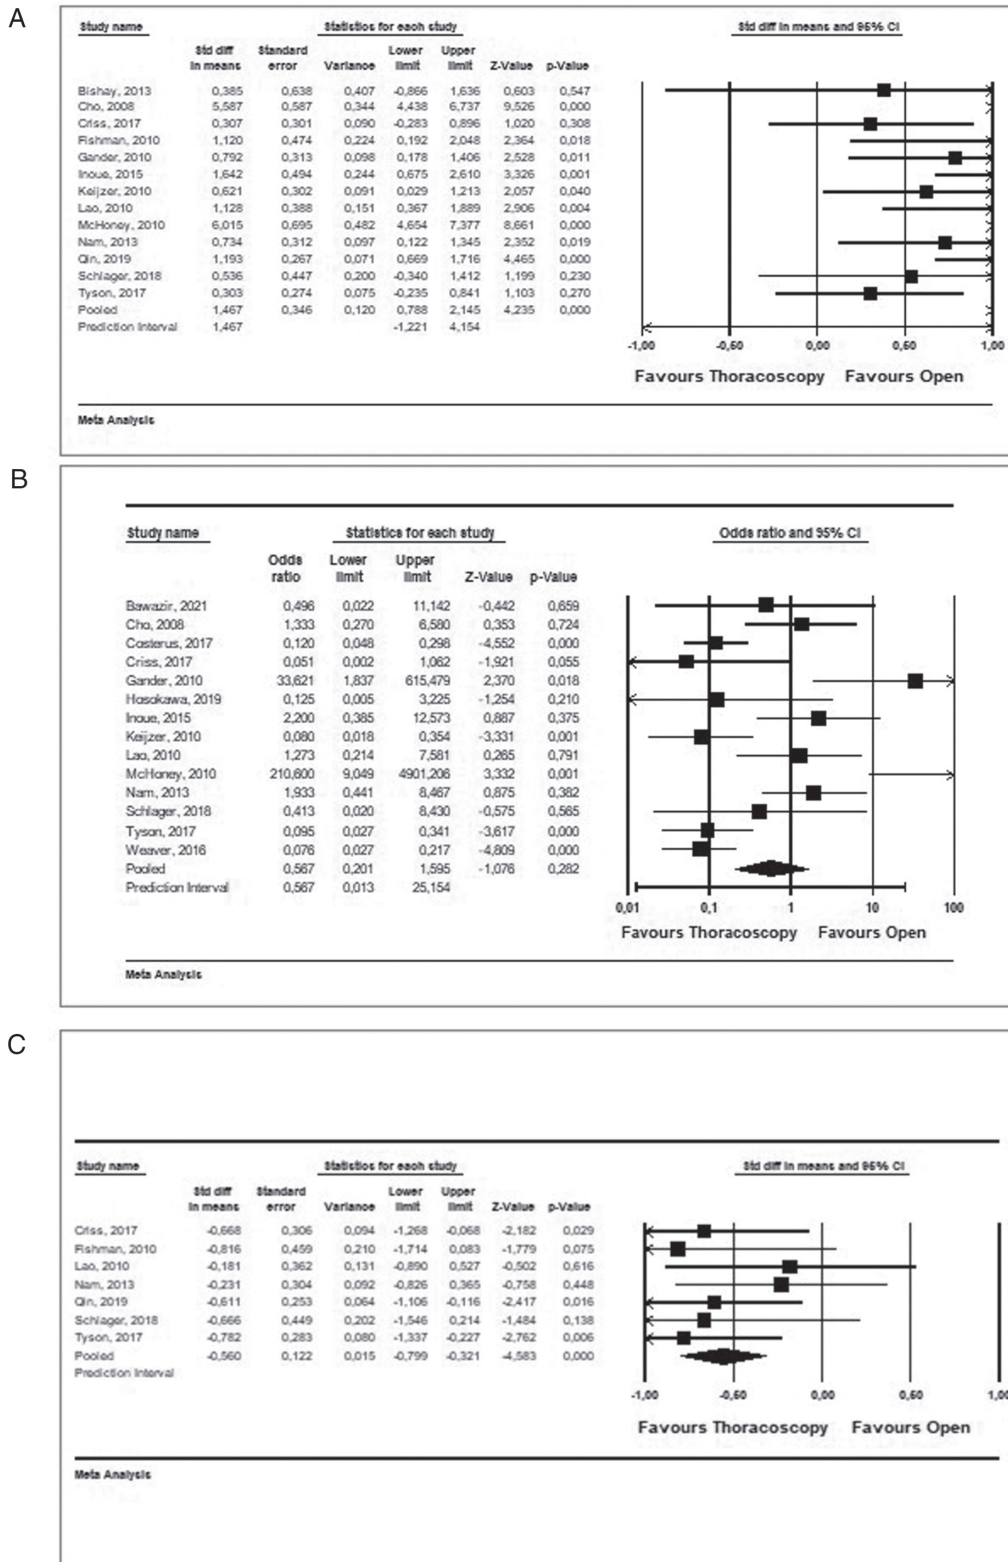 A
Study name Statistics for each study Std diff in means and 95% CI
Std diff Standard Lower Upper
in means error Variance limit limit Z-Value p-Value
Bishay, 2013 0,385 0,638 0,407 -0,866 1,636 0,603 0,547
Cho, 2008 5,587 0,587 0,344 4,438 6,737 9,526 0,000
Criss, 2017 0,307 0,301 0,090 -0,283 0,896 1,020 0,308
Fishman, 2010 1,120 0,474 0,224 0,192 2,048 2,364 0,018
Gander, 2010 0,792 0,313 0,098 0,178 1,406 2,528 0,011
Inoue, 2015 1,642 0,494 0,244 0,675 2,610 3,326 0,001
Keijzer, 2010 0,621 0,302 0,091 0,029 1,213 2,057 0,040
Lao, 2010 1,128 0,388 0,151 0,367 1,889 2,906 0,004
McHoney, 2010 6,015 0,695 0,482 4,654 7,377 8,661 0,000
Nam, 2013 0,734 0,312 0,097 0,122 1,345 2,352 0,019
Qin, 2019 1,193 0,267 0,071 0,669 1,716 4,465 0,000
Schlager, 2018 0,536 0,447 0,200 -0,340 1,412 1,199 0,230
Tyson, 2017 0,303 0,274 0,075 -0,235 0,841 1,103 0,270
Pooled 1,467 0,346 0,120 0,788 2,145 4,235 0,000
Prediction Interval 1,467 -1,221 4,154
-1,00 -0,50 0,00 0,50 1,00
Favours Thoracoscopy Favours Open
Meta Analysis
B
Study name Statistics for each study Odds ratio and 95% CI
Odds Lower Upper
ratio limit limit Z-Value p-Value
Bawazir, 2021 0,496 0,022 11,142 -0,442 0,659
Cho, 2008 1,333 0,270 6,580 0,353 0,724
Costerus, 2017 0,120 0,048 0,298 -4,552 0,000
Criss, 2017 0,051 0,002 1,062 -1,921 0,055
Gander, 2010 33,621 1,837 615,479 2,370 0,018
Hosokawa, 2019 0,125 0,005 3,225 -1,254 0,210
Inoue, 2015 2,200 0,385 12,573 0,887 0,375
Keijzer, 2010 0,080 0,018 0,354 -3,331 0,001
Lao, 2010 1,273 0,214 7,581 0,265 0,791
McHoney, 2010 210,600 9,049 4901,206 3,332 0,001
Nam, 2013 1,933 0,441 8,467 0,875 0,382
Schlager, 2018 0,413 0,020 8,430 -0,575 0,565
Tyson, 2017 0,095 0,027 0,341 -3,617 0,000
Weaver, 2016 0,076 0,027 0,217 -4,809 0,000
Pooled 0,567 0,201 1,595 -1,076 0,282
Prediction Interval 0,567 0,013 25,154
0,01 0,1 1 10 100
Favours Thoracoscopy Favours Open
Meta Analysis
C
Study name Statistics for each study Std diff in means and 95% CI
Std diff Standard Lower Upper
in means error Variance limit limit Z-Value p-Value
Criss, 2017 -0,668 0,306 0,094 -1,268 -0,068 -2,182 0,029
Fishman, 2010 -0,816 0,459 0,210 -1,714 0,083 -1,779 0,075
Lao, 2010 -0,181 0,362 0,131 -0,890 0,527 -0,502 0,616
Nam, 2013 -0,231 0,304 0,092 -0,826 0,365 -0,758 0,448
Qin, 2019 -0,611 0,253 0,064 -1,106 -0,116 -2,417 0,016
Schlager, 2018 -0,666 0,449 0,202 -1,546 0,214 -1,484 0,138
Tyson, 2017 -0,782 0,283 0,080 -1,337 -0,227 -2,762 0,006
Pooled -0,560 0,122 0,015 -0,799 -0,321 -4,583 0,000
Prediction Interval
-1,00 -0,50 0,00 0,50 1,00
Favours Thoracoscopy Favours Open
Meta Analysis